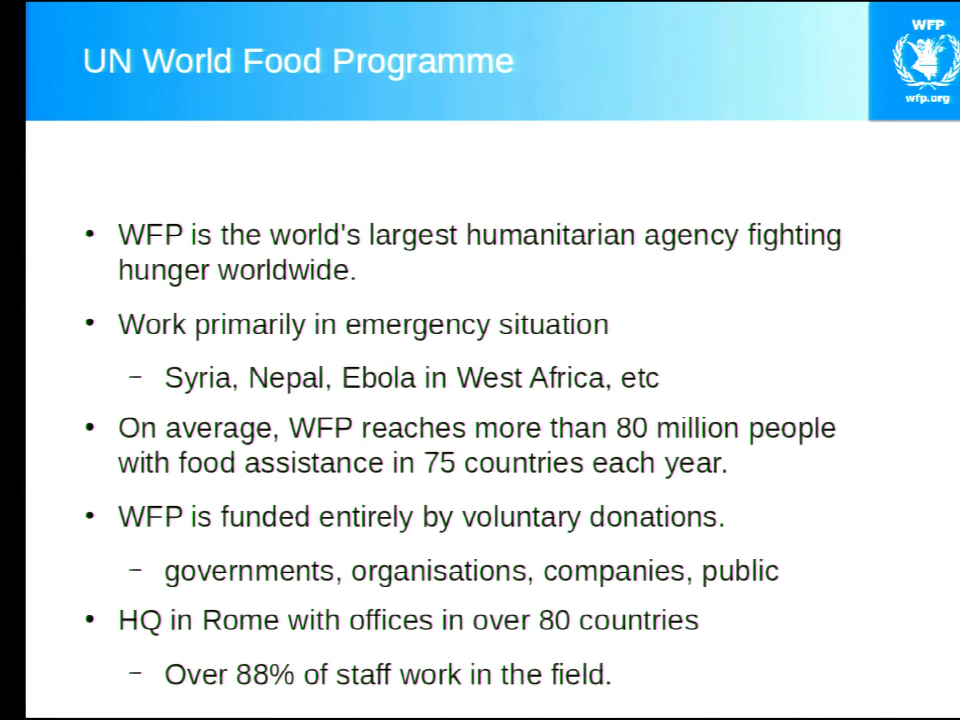 UN World Food Programme
WFP
wfp.org
• WFP is the world's largest humanitarian agency fighting
hunger worldwide.
• Work primarily in emergency situation
– Syria, Nepal, Ebola in West Africa, etc
• On average, WFP reaches more than 80 million people
with food assistance in 75 countries each year.
• WFP is funded entirely by voluntary donations.
– governments, organisations, companies, public
• HQ in Rome with offices in over 80 countries
– Over 88% of staff work in the field.